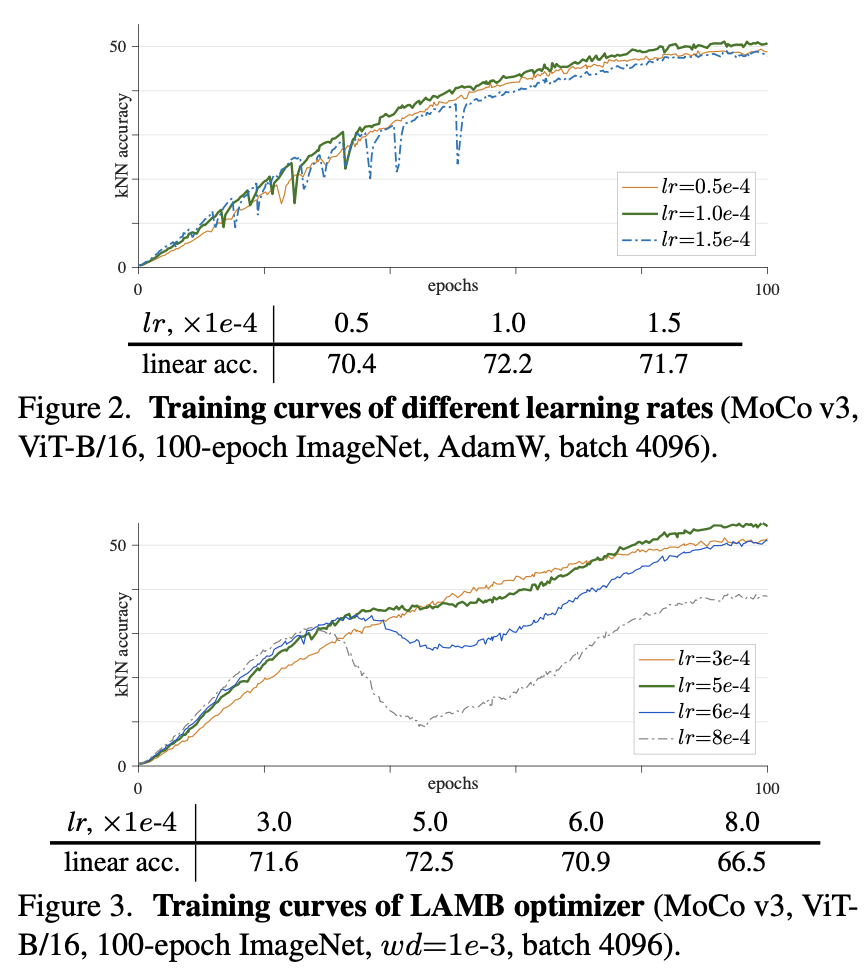 50
kNN accuracy
lr=0.5e-4
lr=1.0e-4
lr=1.5e-4
0
0
epochs
100
lr, ×1e-4 0.5 1.0 1.5
linear acc. 70.4 72.2 71.7
Figure 2. Training curves of different learning rates (MoCo v3,
ViT-B/16, 100-epoch ImageNet, AdamW, batch 4096).
50
kNN accuracy
lr=3e-4
lr=5e-4
lr=6e-4
lr=8e-4
0
0
epochs
100
lr, ×1e-4 3.0 5.0 6.0 8.0
linear acc. 71.6 72.5 70.9 66.5
Figure 3. Training curves of LAMB optimizer (MoCo v3, ViT-
B/16, 100-epoch ImageNet, wd=1e-3, batch 4096).